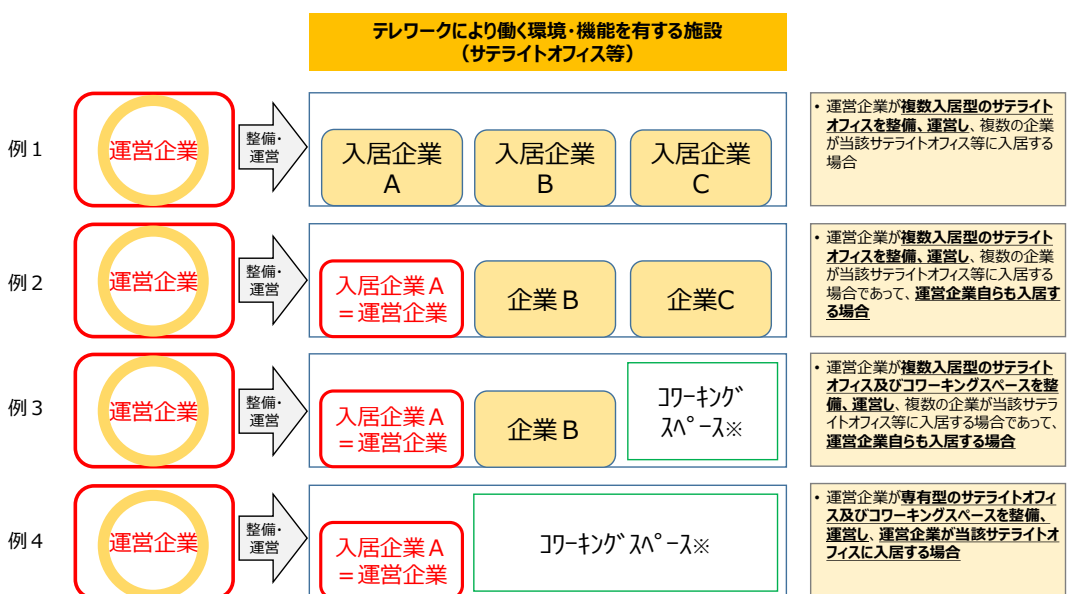 テレワークにより働く環境・機能を有する施設
（サテライトオフィス等）
例１
運営企業
整備・
運営
入居企業
A
入居企業
B
入居企業
C
・運営企業が複数入居型のサテライト
オフィスを整備、運営し、複数の企業
が当該サテライトオフィス等に入居する
場合
例２
運営企業
整備・
運営
入居企業Ａ
＝運営企業
企業Ｂ
企業C
・運営企業が複数入居型のサテライト
オフィスを整備、運営し、複数の企業
が当該サテライトオフィス等に入居する
場合であって、運営企業自らも入居す
る場合
例３
運営企業
整備・
運営
入居企業Ａ
＝運営企業
企業Ｂ
ｺﾜｰｷﾝｸﾞ
ｽﾍﾟｰｽ※
・運営企業が複数入居型のサテライト
オフィス及びコワーキングスペースを整
備、運営し、複数の企業が当該サテラ
イトオフィス等に入居する場合であって、
運営企業自らも入居する場合
例４
運営企業
整備・
運営
入居企業Ａ
＝運営企業
ｺﾜｰｷﾝｸﾞｽﾍﾟｰｽ※
・運営企業が専有型のサテライトオフィ
ス及びコワーキングスペースを整備、
運営し、運営企業が当該サテライトオ
フィスに入居する場合